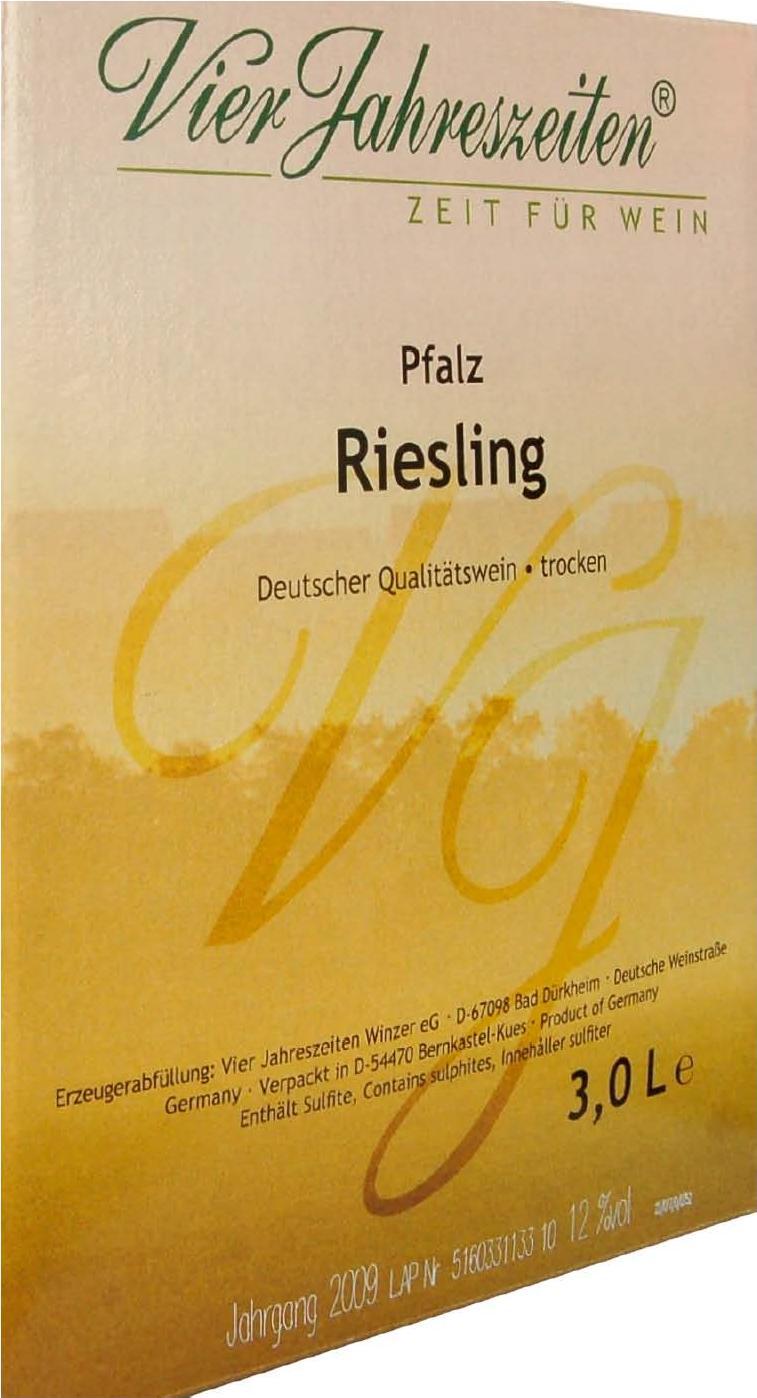 Vier Jahreszeiten®
ZEIT FÜR WEIN
Pfalz
Riesling
Deutscher Qualitätswein • trocken
Erzeugerabfüllung: Vier Jahreszeiten Winzer eG · D-67098 Bad Dürkheim · Deutsche Weinstraße
Germany · Verpackt in D-54470 Bernkastel-Kues · Product of Germany
Enthält Sulfite, Contains sulphites, Innehåller sulfiter
3,0 L e
Jahrgang 2009 LAP Nr 5160331133 10 12 %vol